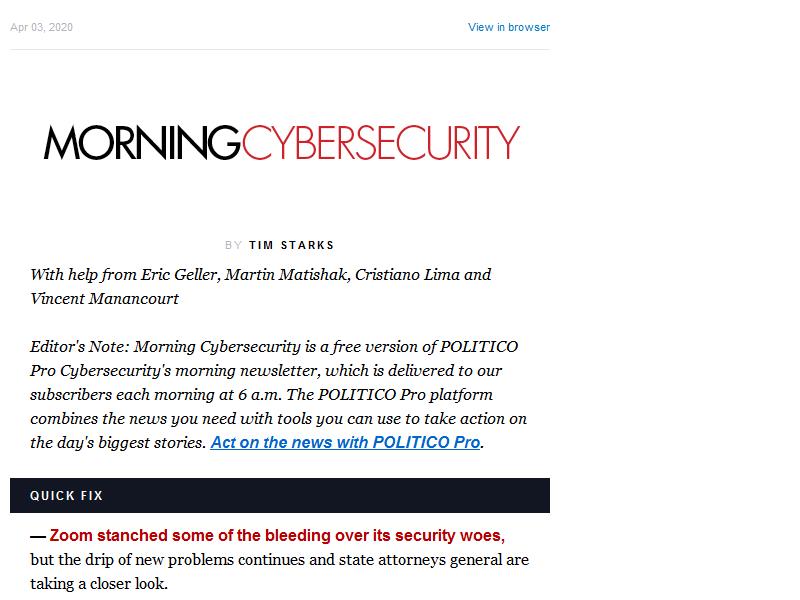 Apr 03, 2020
View in browser
MORNINGCYBERSECURITY
BY TIM STARKS
With help from Eric Geller, Martin Matishak, Cristiano Lima and
Vincent Manancourt
Editor's Note: Morning Cybersecurity is a free version of POLITICO
Pro Cybersecurity's morning newsletter, which is delivered to our
subscribers each morning at 6 a.m. The POLITICO Pro platform
combines the news you need with tools you can use to take action on
the day's biggest stories. Act on the news with POLITICO Pro.
QUICK FIX
— Zoom stanched some of the bleeding over its security woes,
but the drip of new problems continues and state attorneys general are
taking a closer look.